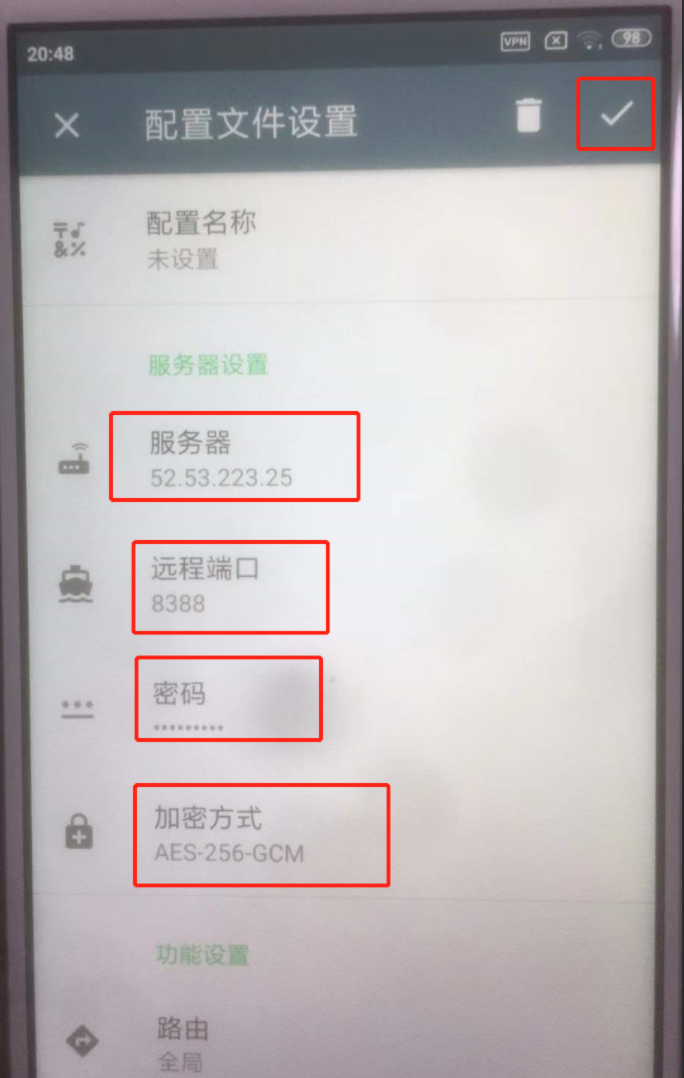 20:48
VPN
98
配置文件设置
配置名称
未设置
服务器设置
服务器
52.53.223.25
远程端口
8388
密码
•••••••••
加密方式
AES-256-GCM
功能设置
路由
全局